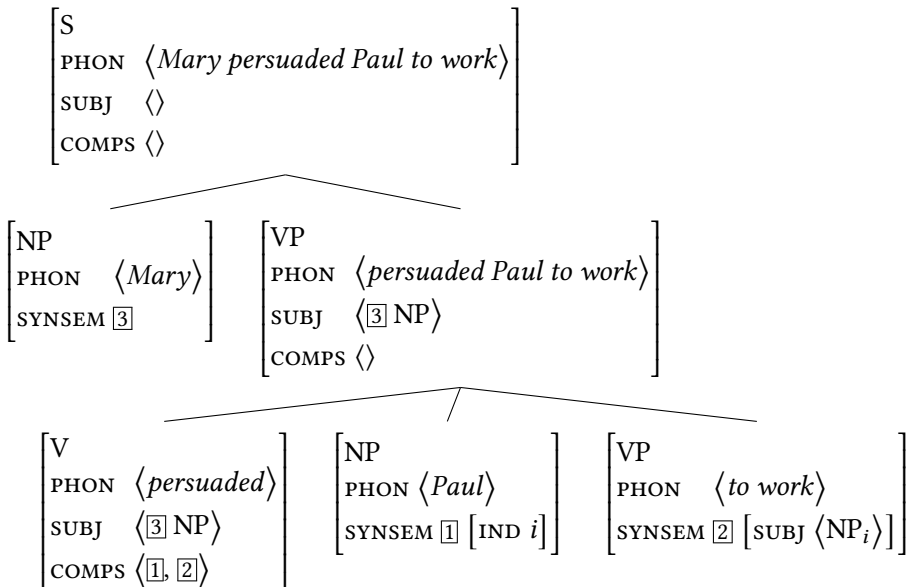 S
PHON ⟨Mary persuaded Paul to work⟩
SUBJ ⟨⟩
COMPS ⟨⟩
NP
PHON ⟨Mary⟩
SYNSEM 3
VP
PHON ⟨persuaded Paul to work⟩
SUBJ ⟨3 NP⟩
COMPS ⟨⟩
V
PHON ⟨persuaded⟩
SUBJ ⟨3 NP⟩
COMPS ⟨1, 2⟩
NP
PHON ⟨Paul⟩
SYNSEM 1 [IND i]
VP
PHON ⟨to work⟩
SYNSEM 2 [SUBJ ⟨NPᵢ⟩]